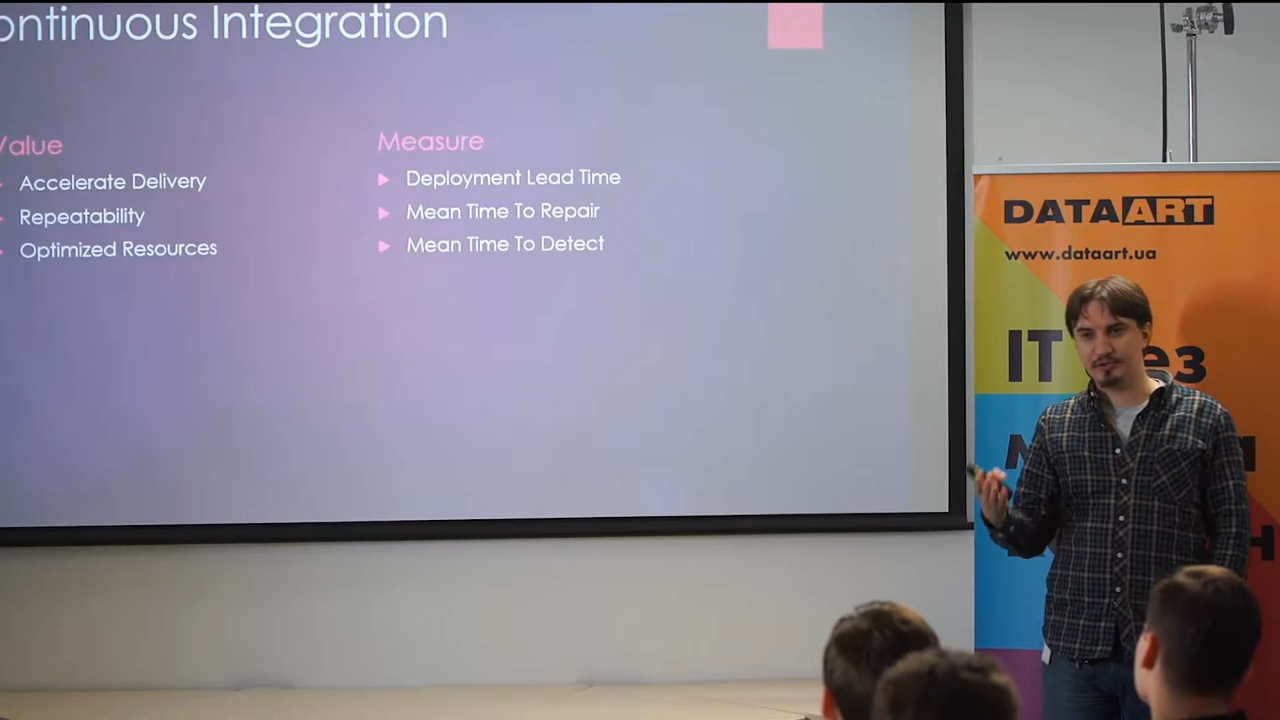 ontinuous Integration
Value
Accelerate Delivery
Repeatability
Optimized Resources
Measure
Deployment Lead Time
Mean Time To Repair
Mean Time To Detect
DATAART
www.dataart.ua
IT